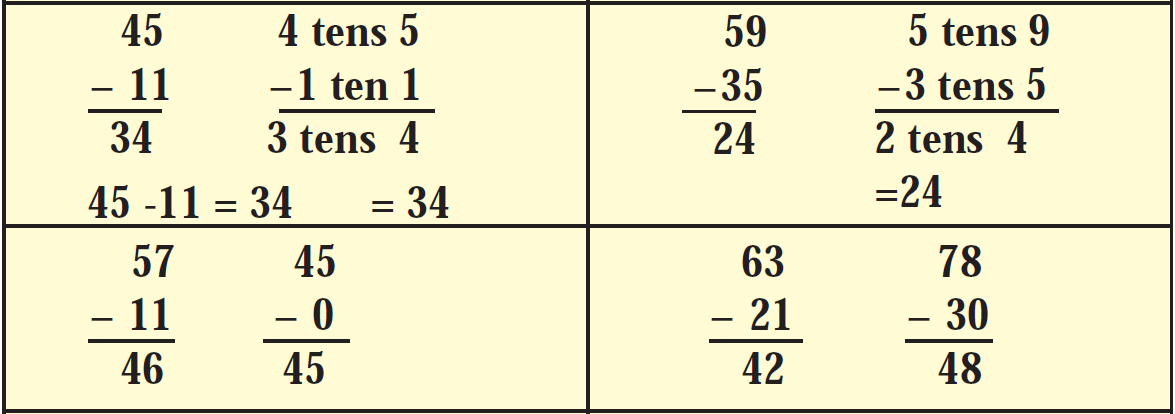 45 4 tens 5
– 11 –1 ten 1
34 3 tens 4
45 -11 = 34 = 34
59 5 tens 9
–35 –3 tens 5
24 2 tens 4
=24
57 45
– 11 – 0
46 45
63 78
– 21 – 30
42 48